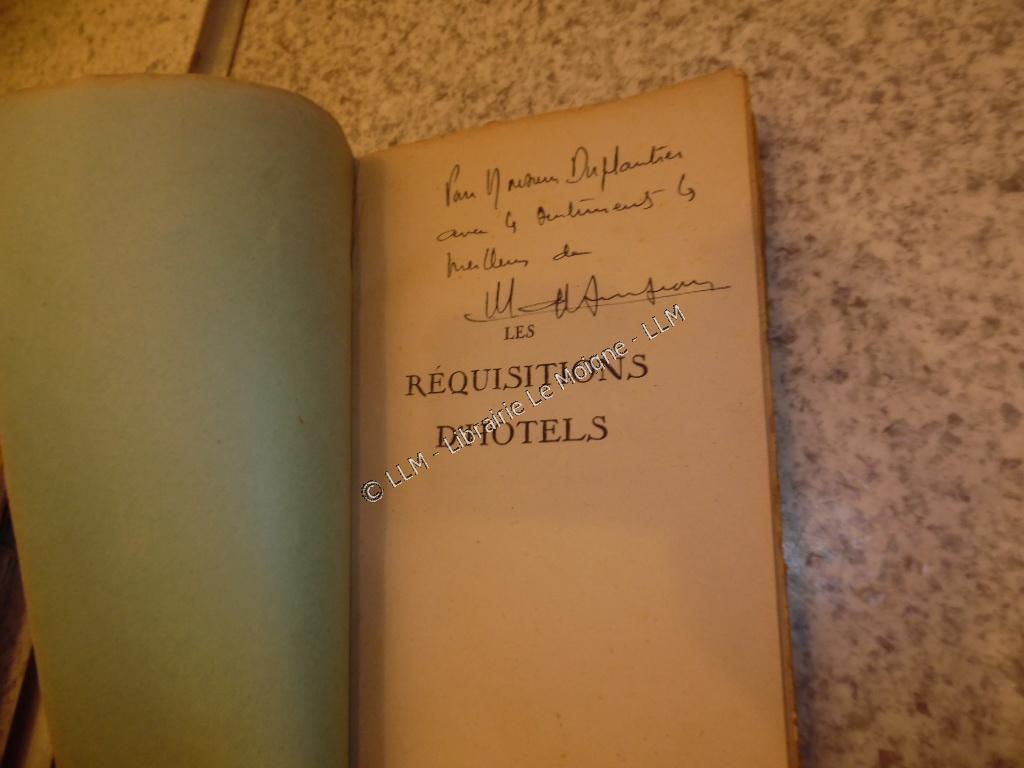 Pour Monsieur Duplantier
avec les sentiments les
meilleurs de
LES
RÉQUISITIONS
D'HOTELS
© LLM - Librairie Le Moigne - LLM